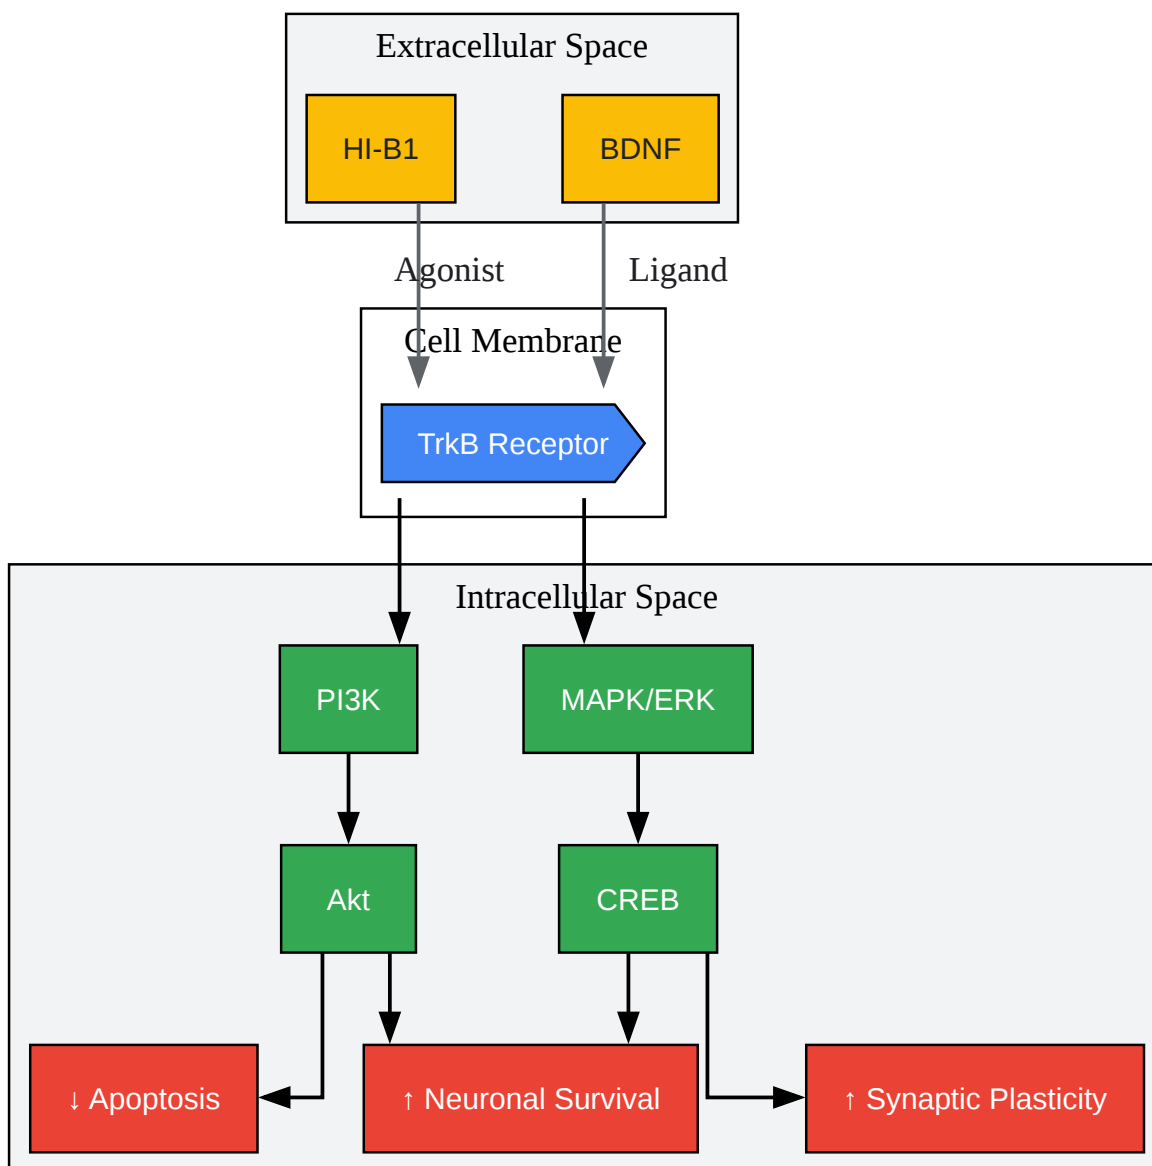 Extracellular Space
HI-B1
BDNF
Agonist
Ligand
Cell Membrane
TrkB Receptor
Intracellular Space
PI3K
MAPK/ERK
Akt
CREB
↓ Apoptosis
↑ Neuronal Survival
↑ Synaptic Plasticity